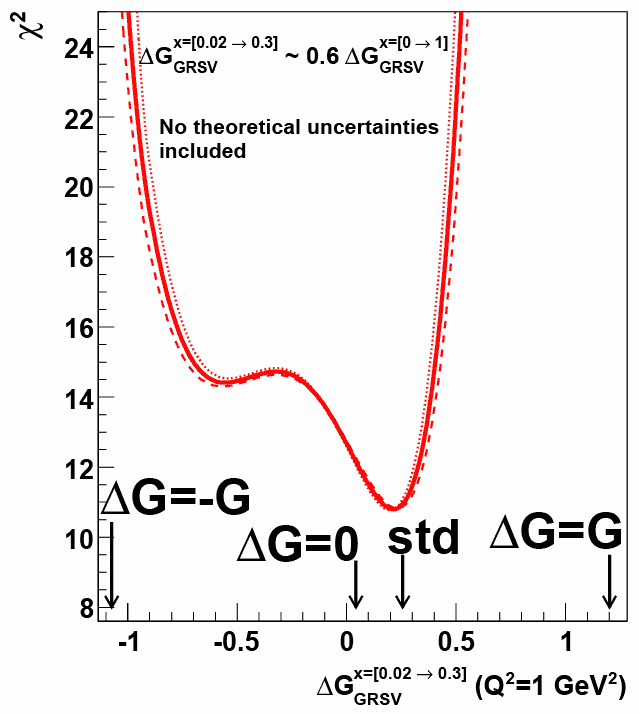 χ²
ΔG_GRSV^x=[0.02→0.3] ~ 0.6 ΔG_GRSV^x=[0→1]
No theoretical uncertainties
included
24
22
20
18
16
14
12
10
8
ΔG=-G
ΔG=0
std
ΔG=G
-1 -0.5 0 0.5 1
ΔG_GRSV^x=[0.02→0.3] (Q²=1 GeV²)